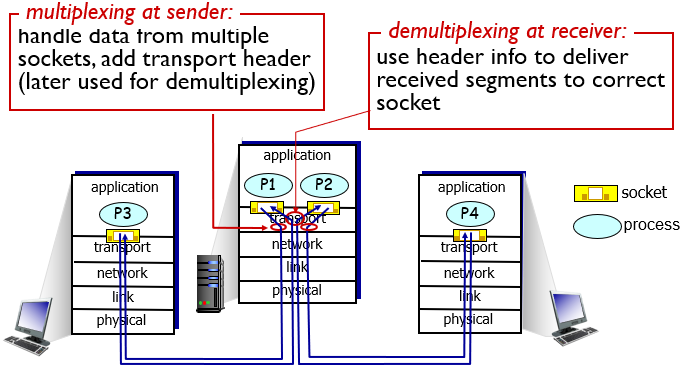 multiplexing at sender:
handle data from multiple
sockets, add transport header
(later used for demultiplexing)
demultiplexing at receiver:
use header info to deliver
received segments to correct
socket
application
P3
transport
network
link
physical
application
P1
P2
transport
network
link
physical
application
P4
transport
network
link
physical
socket
process